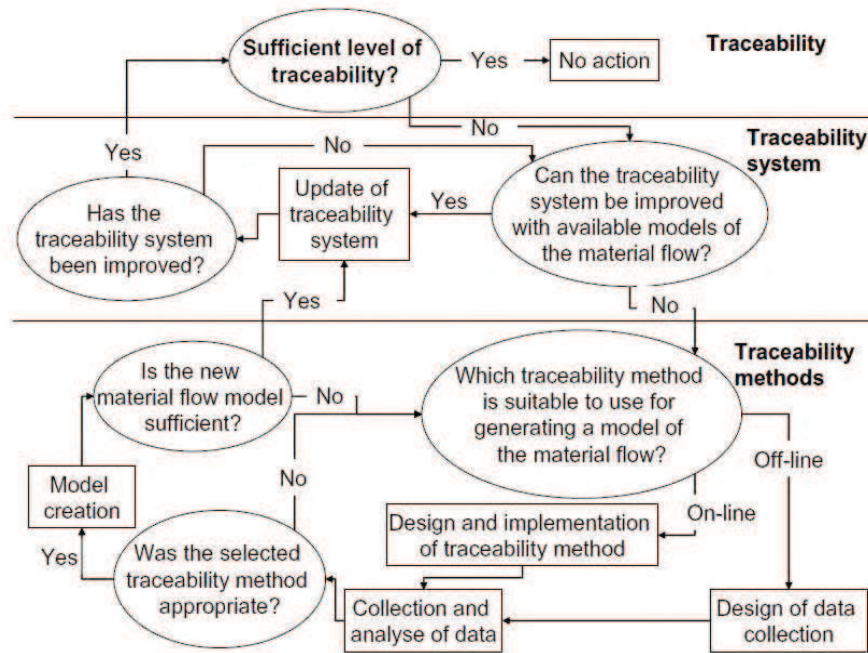 Sufficient level of
traceability?
Yes
No action
Traceability
No
Traceability
system
Yes
No
Can the traceability
system be improved
with available models of
the material flow?
Update of
traceability
system
Yes
Has the
traceability system
been improved?
Yes
No
Traceability
methods
Is the new
material flow model
sufficient?
No
Which traceability method
is suitable to use for
generating a model of
the material flow?
Off-line
No
On-line
Model
creation
Design and implementation
of traceability method
Yes
Was the selected
traceability method
appropriate?
Collection and
analyse of data
Design of data
collection